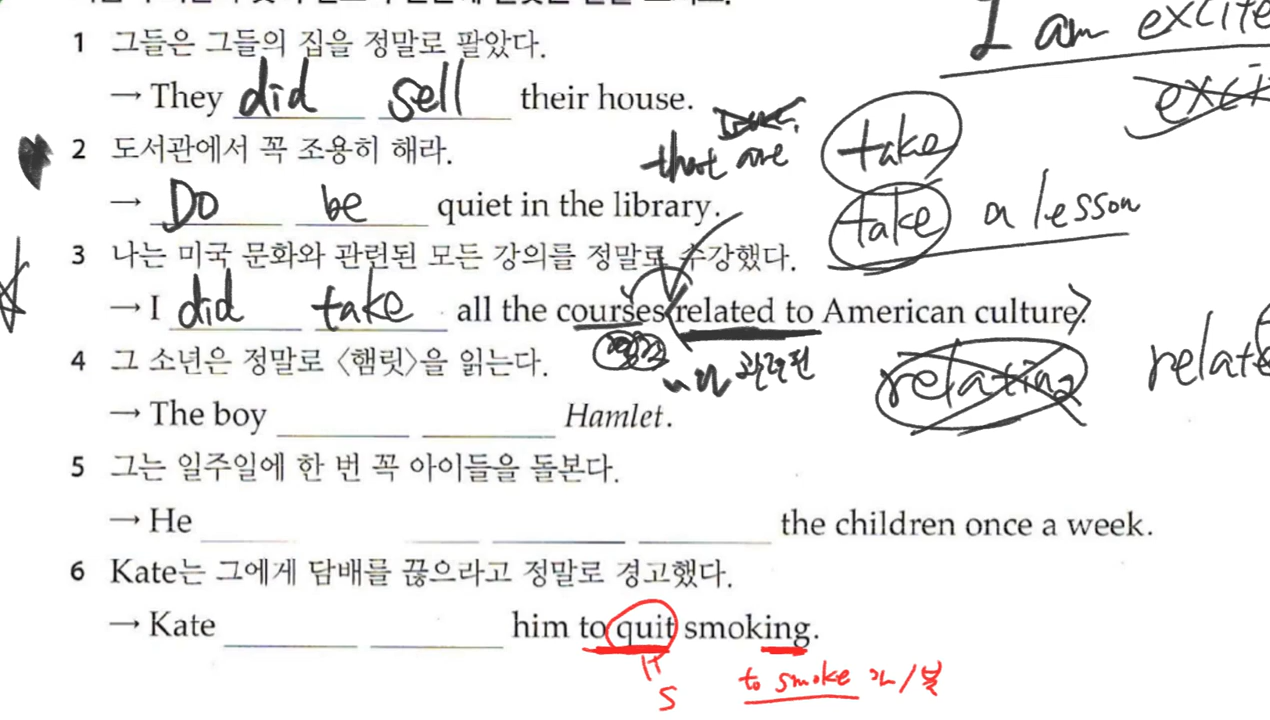 I am excite
1 그들은 그들의 집을 정말로 팔았다.
→ They did sell their house.
2 도서관에서 꼭 조용히 해라.
that are
take
→ Do be quiet in the library.
take a lesson
3 나는 미국 문화와 관련된 모든 강의를 정말로 수강했다.
→ I did take all the courses related to American culture.
4 그 소년은 정말로 〈햄릿〉을 읽는다.
관련된
relating
relate
→ The boy Hamlet.
5 그는 일주일에 한 번 꼭 아이들을 돌본다.
→ He the children once a week.
6 Kate는 그에게 담배를 끊으라고 정말로 경고했다.
→ Kate him to quit smoking.
to smoke
5